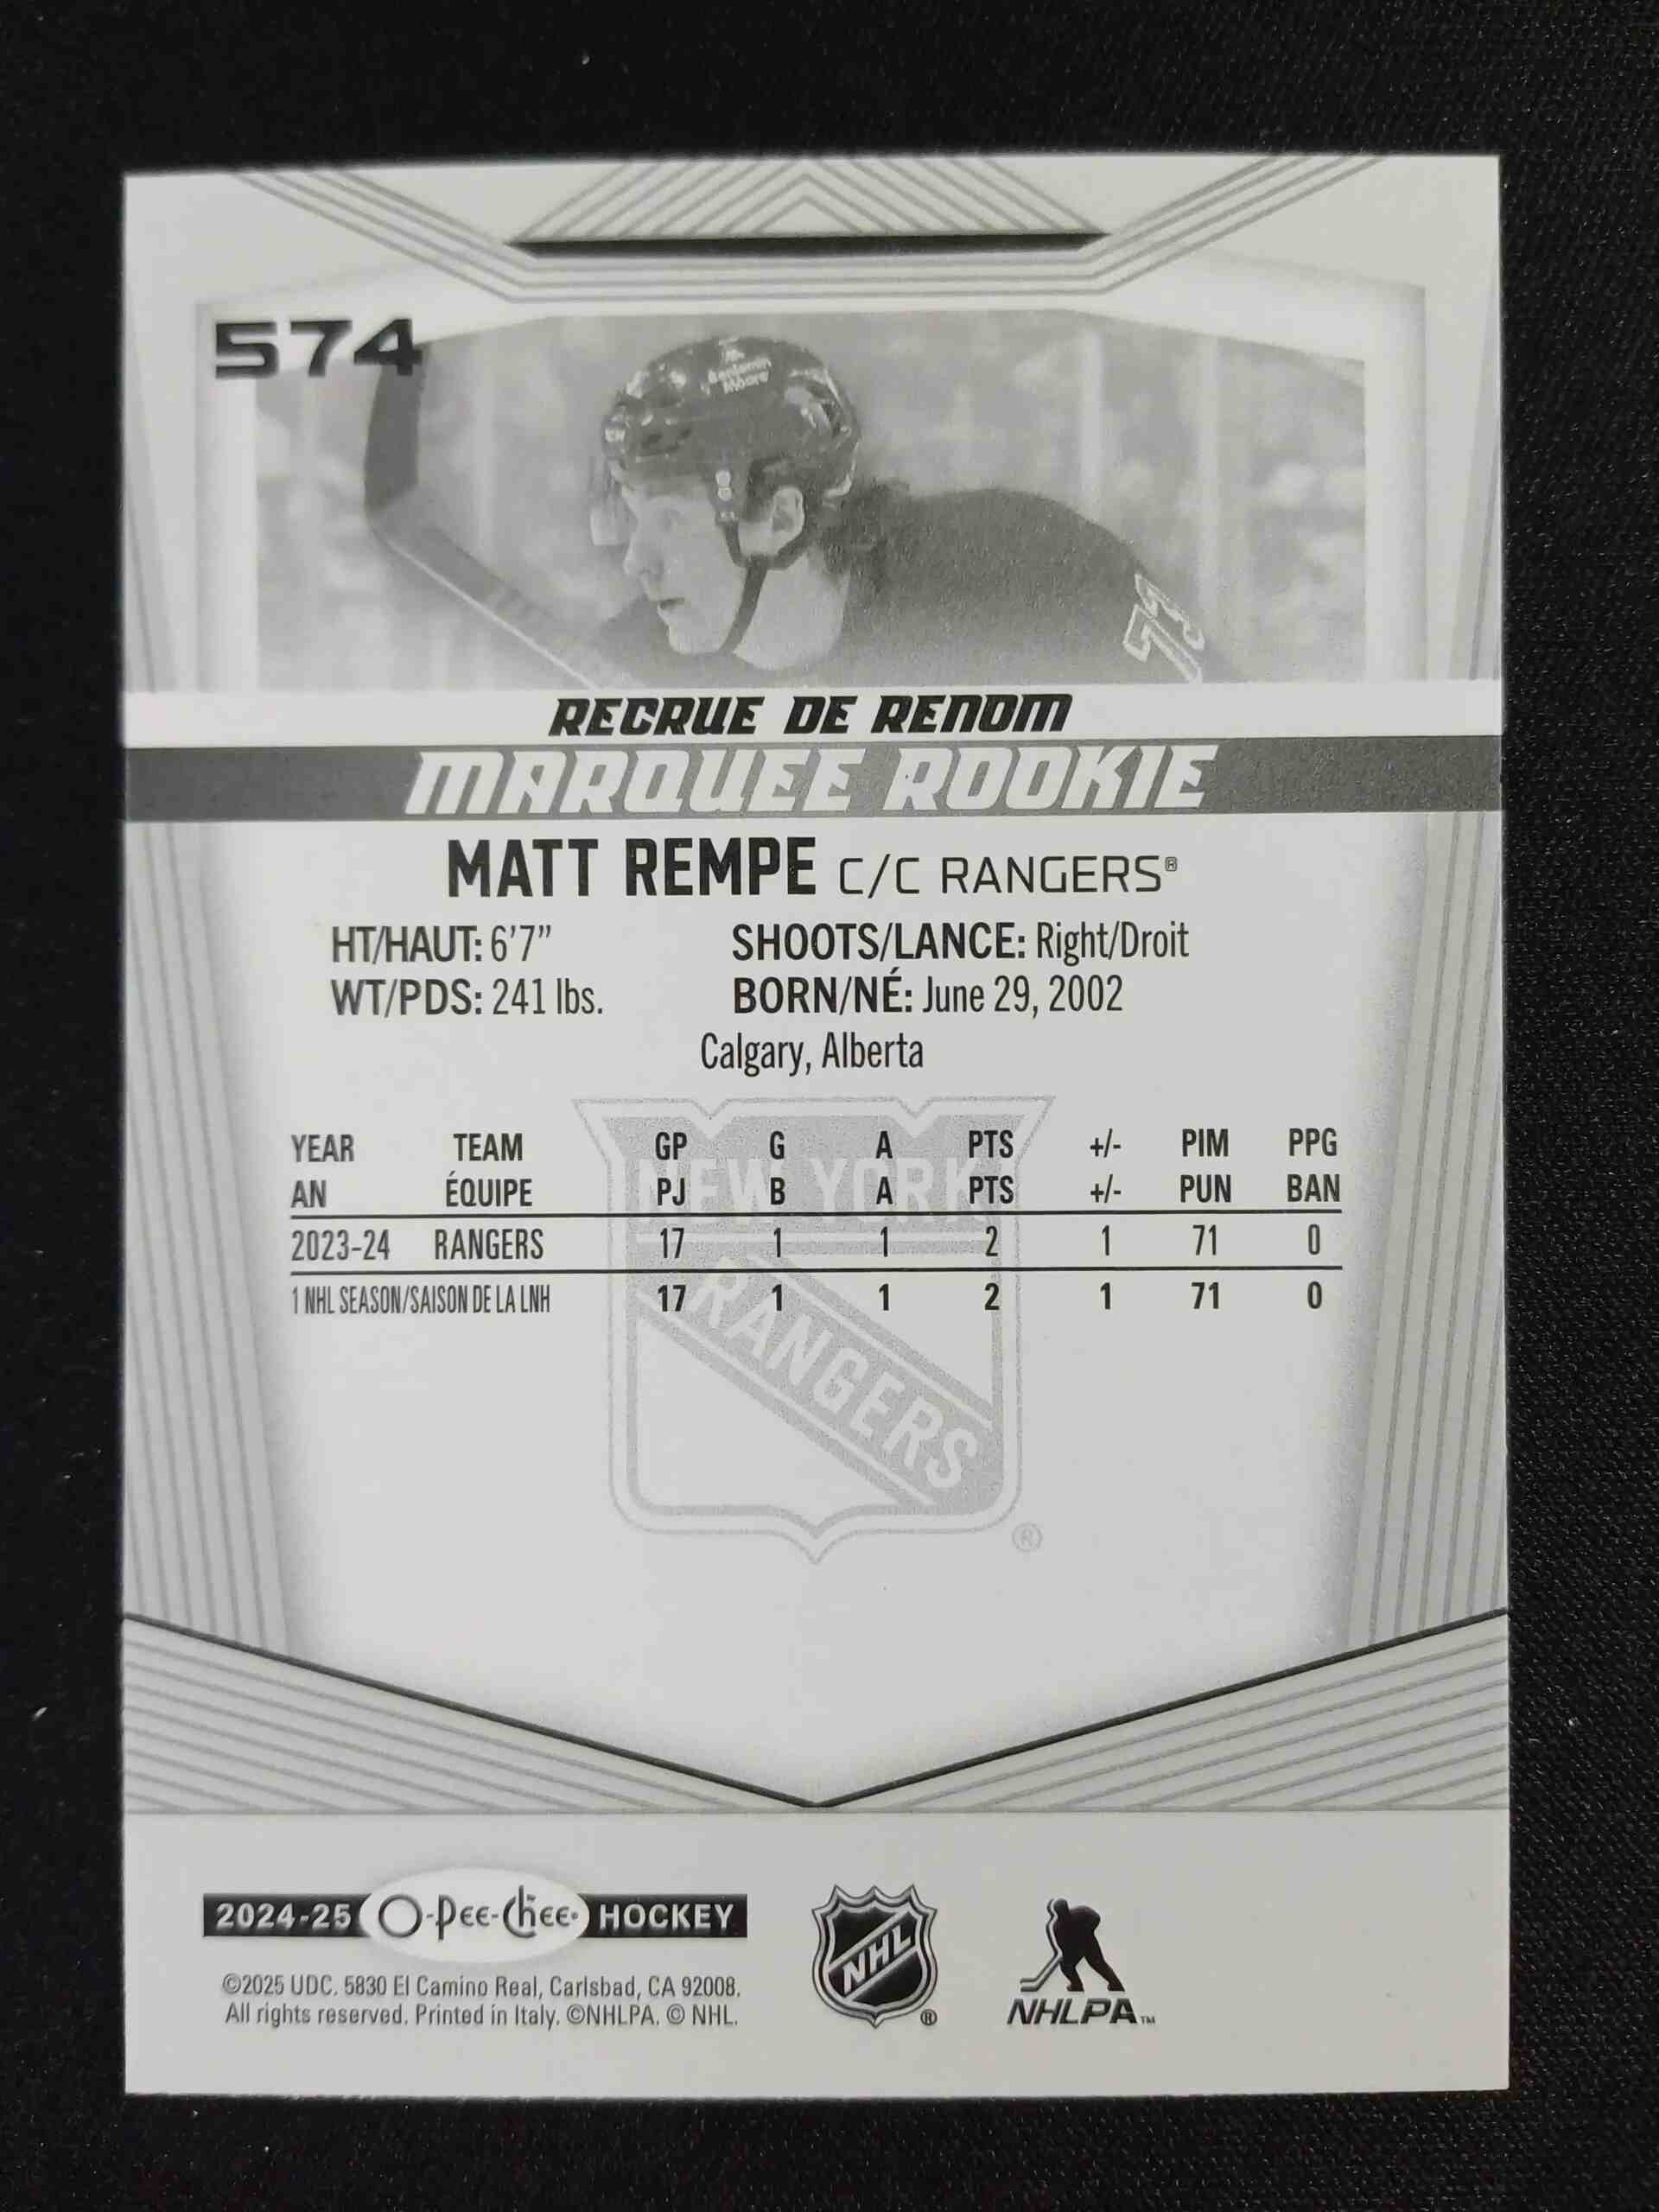 574
Benjamin
Moore
73
RECRUE DE RENOM
MARQUEE ROOKIE
MATT REMPE C/C RANGERS®
HT/HAUT: 6'7” SHOOTS/LANCE: Right/Droit
WT/PDS: 241 lbs. BORN/NÉ: June 29, 2002
Calgary, Alberta
YEAR TEAM GP G A PTS +/- PIM PPG
AN ÉQUIPE PJ B A PTS +/- PUN BAN
2023-24 RANGERS 17 1 1 2 1 71 0
1 NHL SEASON/SAISON DE LA LNH 17 1 1 2 1 71 0
NEW YORK
RANGERS
®
2024-25 O-Pee-Chee® HOCKEY
©2025 UDC. 5830 El Camino Real, Carlsbad, CA 92008.
All rights reserved. Printed in Italy. ©NHLPA. © NHL.
NHL ®
NHLPA™